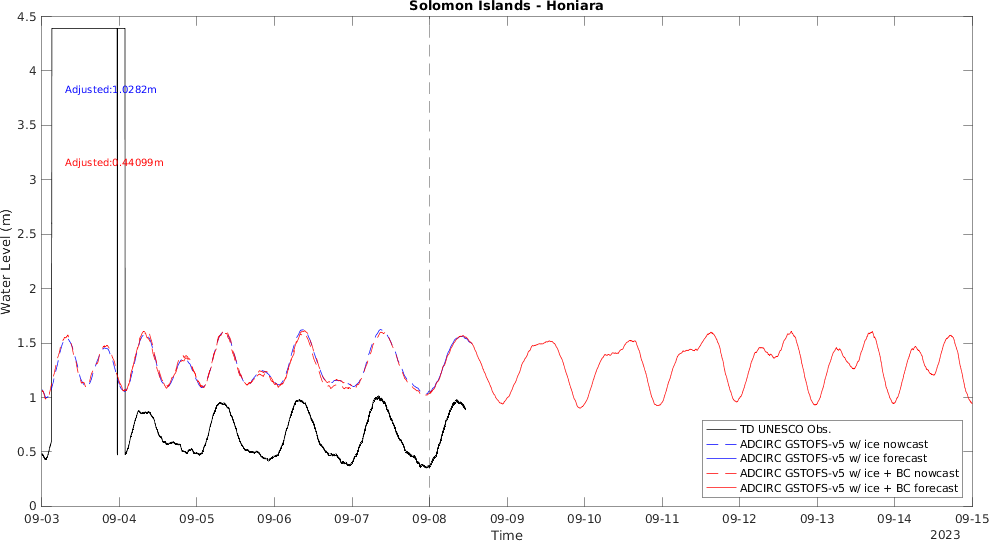 Solomon Islands - Honiara
4.5
4
3.5
3
2.5
2
1.5
1
0.5
0
Water Level (m)
Adjusted:1.0282m
Adjusted:0.44099m
TD UNESCO Obs.
ADCIRC GSTOFS-v5 w/ ice nowcast
ADCIRC GSTOFS-v5 w/ ice forecast
ADCIRC GSTOFS-v5 w/ ice + BC nowcast
ADCIRC GSTOFS-v5 w/ ice + BC forecast
09-03 09-04 09-05 09-06 09-07 09-08 09-09 09-10 09-11 09-12 09-13 09-14 09-15
Time
2023